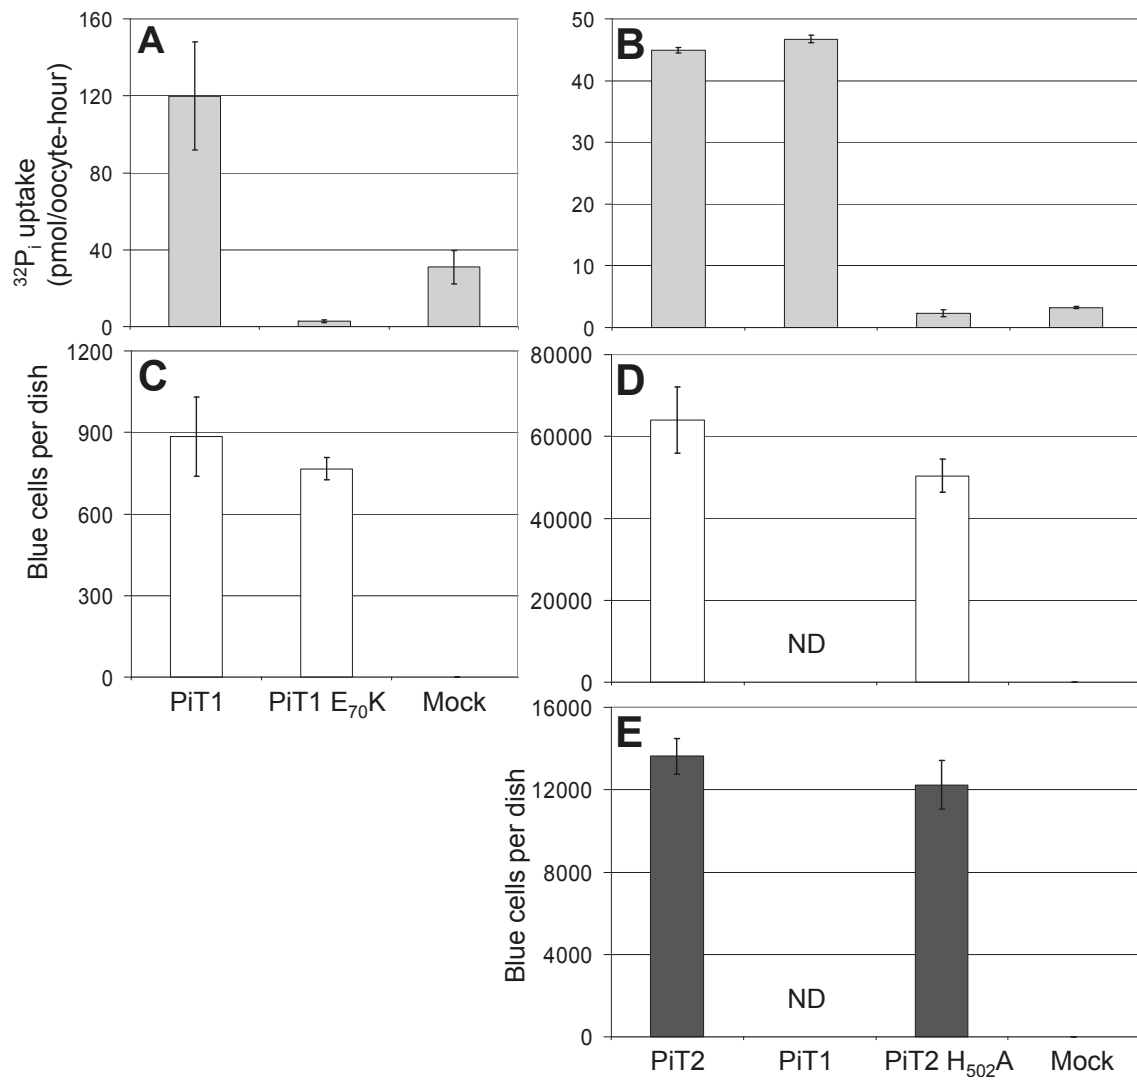 A
160
120
80
40
0
³²Pᵢ uptake
(pmol/oocyte-hour)
B
50
40
30
20
10
0
C
1200
900
600
300
0
Blue cells per dish
PiT1 PiT1 E₇₀K Mock
D
80000
60000
40000
20000
0
ND
E
16000
12000
8000
4000
0
Blue cells per dish
ND
PiT2 PiT1 PiT2 H₅₀₂A Mock